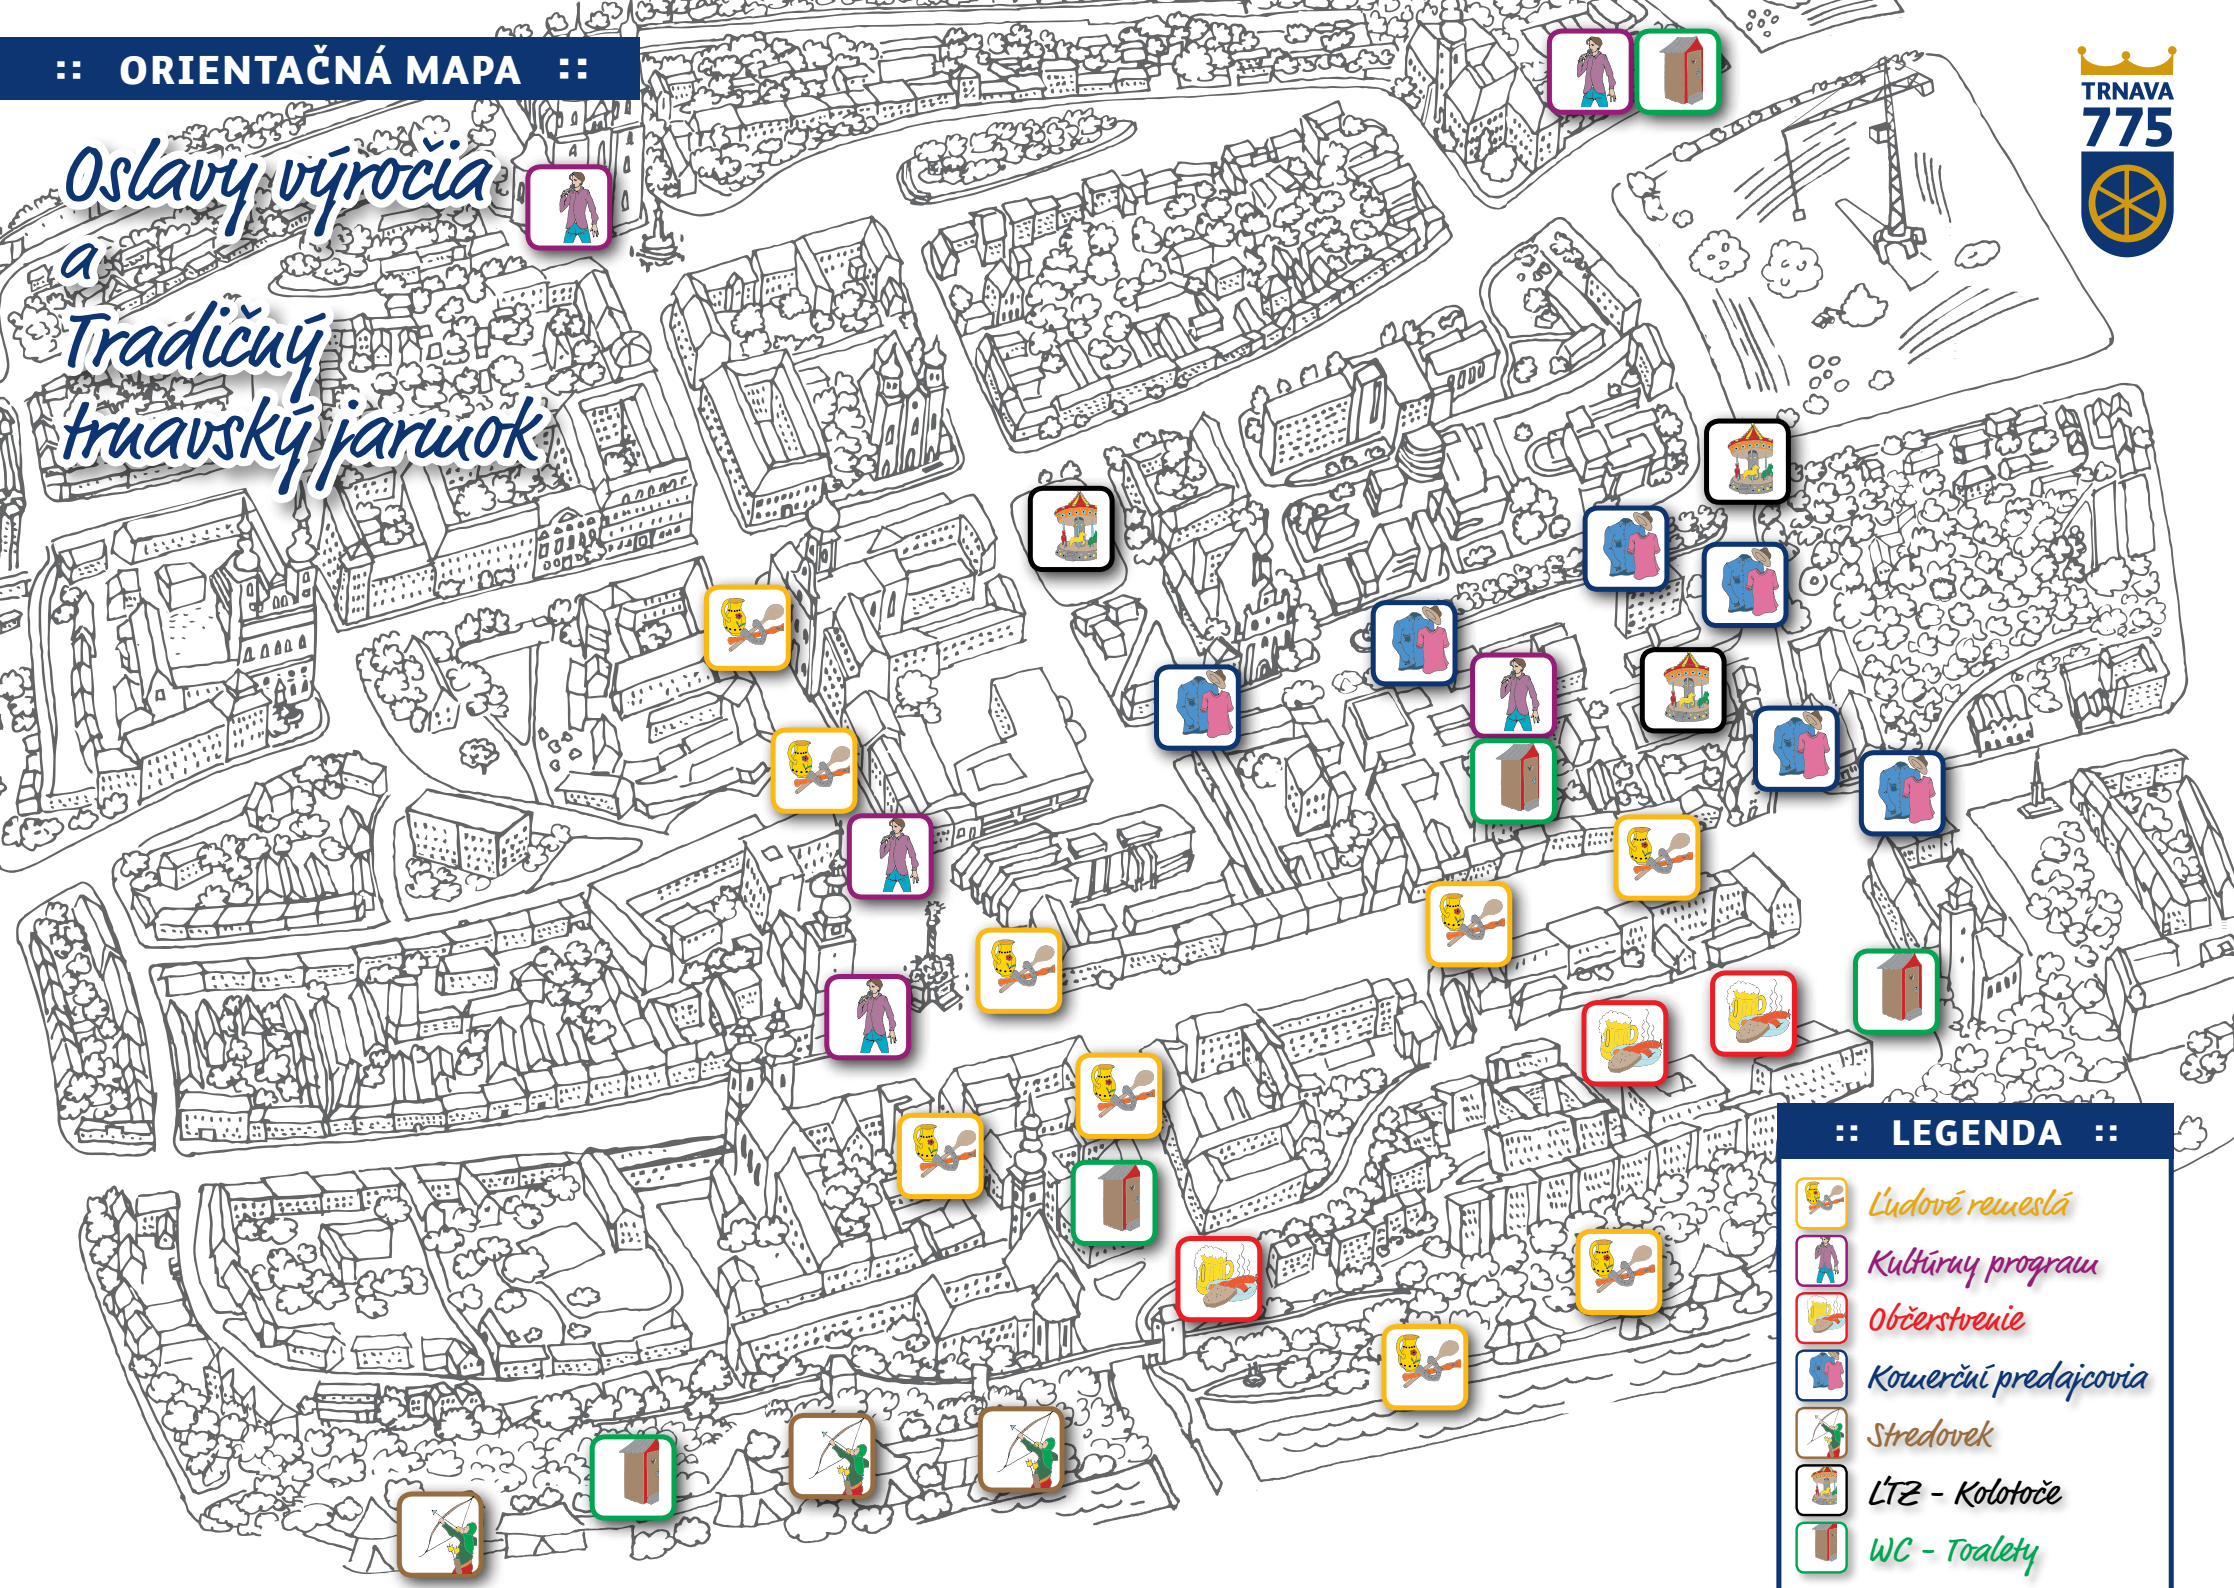 :: ORIENTAČNÁ MAPA ::
Oslavy výročia
a
Tradičný
trnavský jarmok
TRNAVA
775
:: LEGENDA ::
Ľudové remeslá
Kultúrny program
Občerstvenie
Komerční predajcovia
Stredovek
ĽTZ - Kolotoče
WC - Toalety